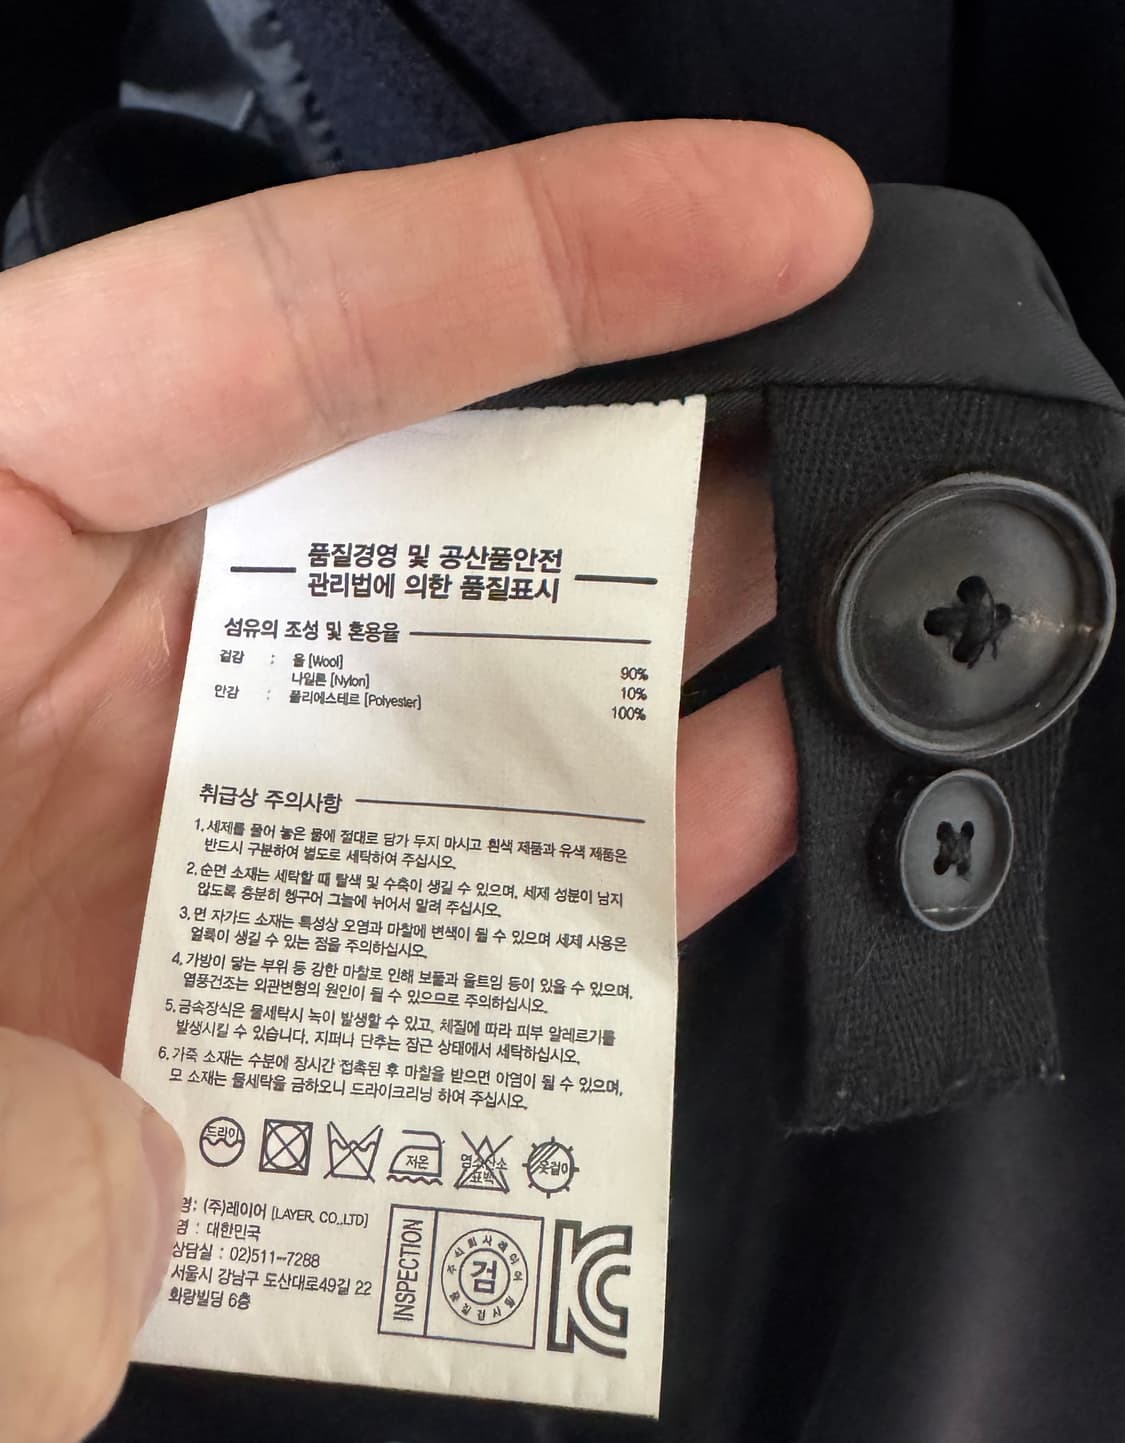 품질경영 및 공산품안전
관리법에 의한 품질표시
섬유의 조성 및 혼용율
겉감 : 울 [Wool] 90%
나일론 [Nylon] 10%
안감 : 폴리에스테르 [Polyester] 100%
취급상 주의사항
1. 세제를 풀어 놓은 물에 절대로 담가 두지 마시고 흰색 제품과 유색 제품은
반드시 구분하여 별도로 세탁하여 주십시오.
2. 순면 소재는 세탁할 때 탈색 및 수축이 생길 수 있으며, 세제 성분이 남지
않도록 충분히 헹구어 그늘에 뉘어서 말려 주십시오.
3. 면 자가드 소재는 특성상 오염과 마찰에 변색이 될 수 있으며 세제 사용은
얼룩이 생길 수 있는 점을 주의하십시오.
4. 가방이 닿는 부위 등 강한 마찰로 인해 보풀과 올트임 등이 있을 수 있으며,
열풍건조는 외관변형의 원인이 될 수 있으므로 주의하십시오.
5. 금속장식은 물세탁시 녹이 발생할 수 있고, 체질에 따라 피부 알레르기를
발생시킬 수 있습니다. 지퍼나 단추는 잠근 상태에서 세탁하십시오.
6. 가죽 소재는 수분에 장시간 접촉된 후 마찰을 받으면 이염이 될 수 있으며,
모 소재는 물세탁을 금하오니 드라이크리닝 하여 주십시오.
드라이
저온
염소산소
표백
옷걸이
명: (주)레이어 [LAYER. CO.,LTD]
명 : 대한민국
상담실 : 02)511-7288
서울시 강남구 도산대로49길 22
화랑빌딩 6층
INSPECTION
주식회사레이어
검
KC